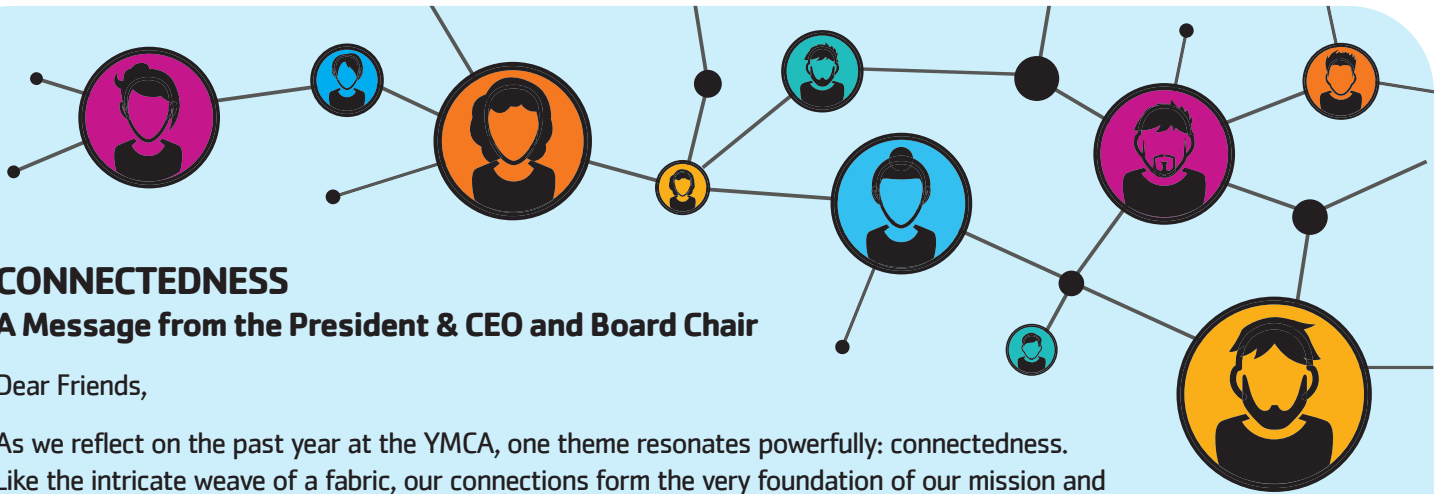 CONNECTEDNESS
A Message from the President & CEO and Board Chair
Dear Friends,
As we reflect on the past year at the YMCA, one theme resonates powerfully: connectedness.
Like the intricate weave of a fabric, our connections form the very foundation of our mission and